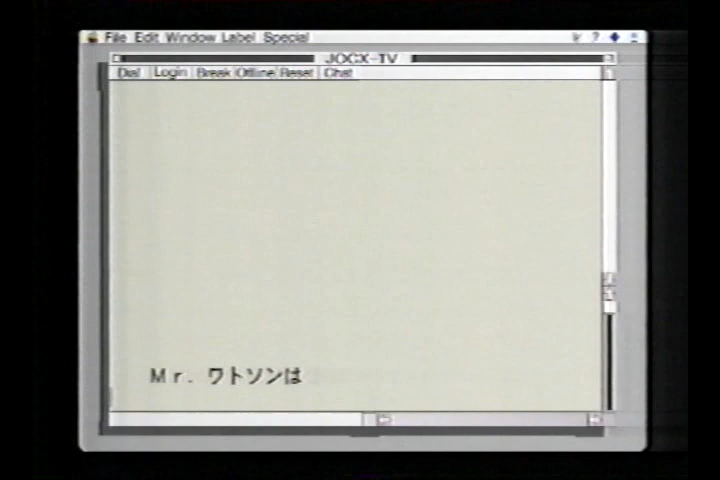 File Edit Window Label Special
JOCX-TV
Dial Login Break Offline Reset Chat
Mr. ワトソンは